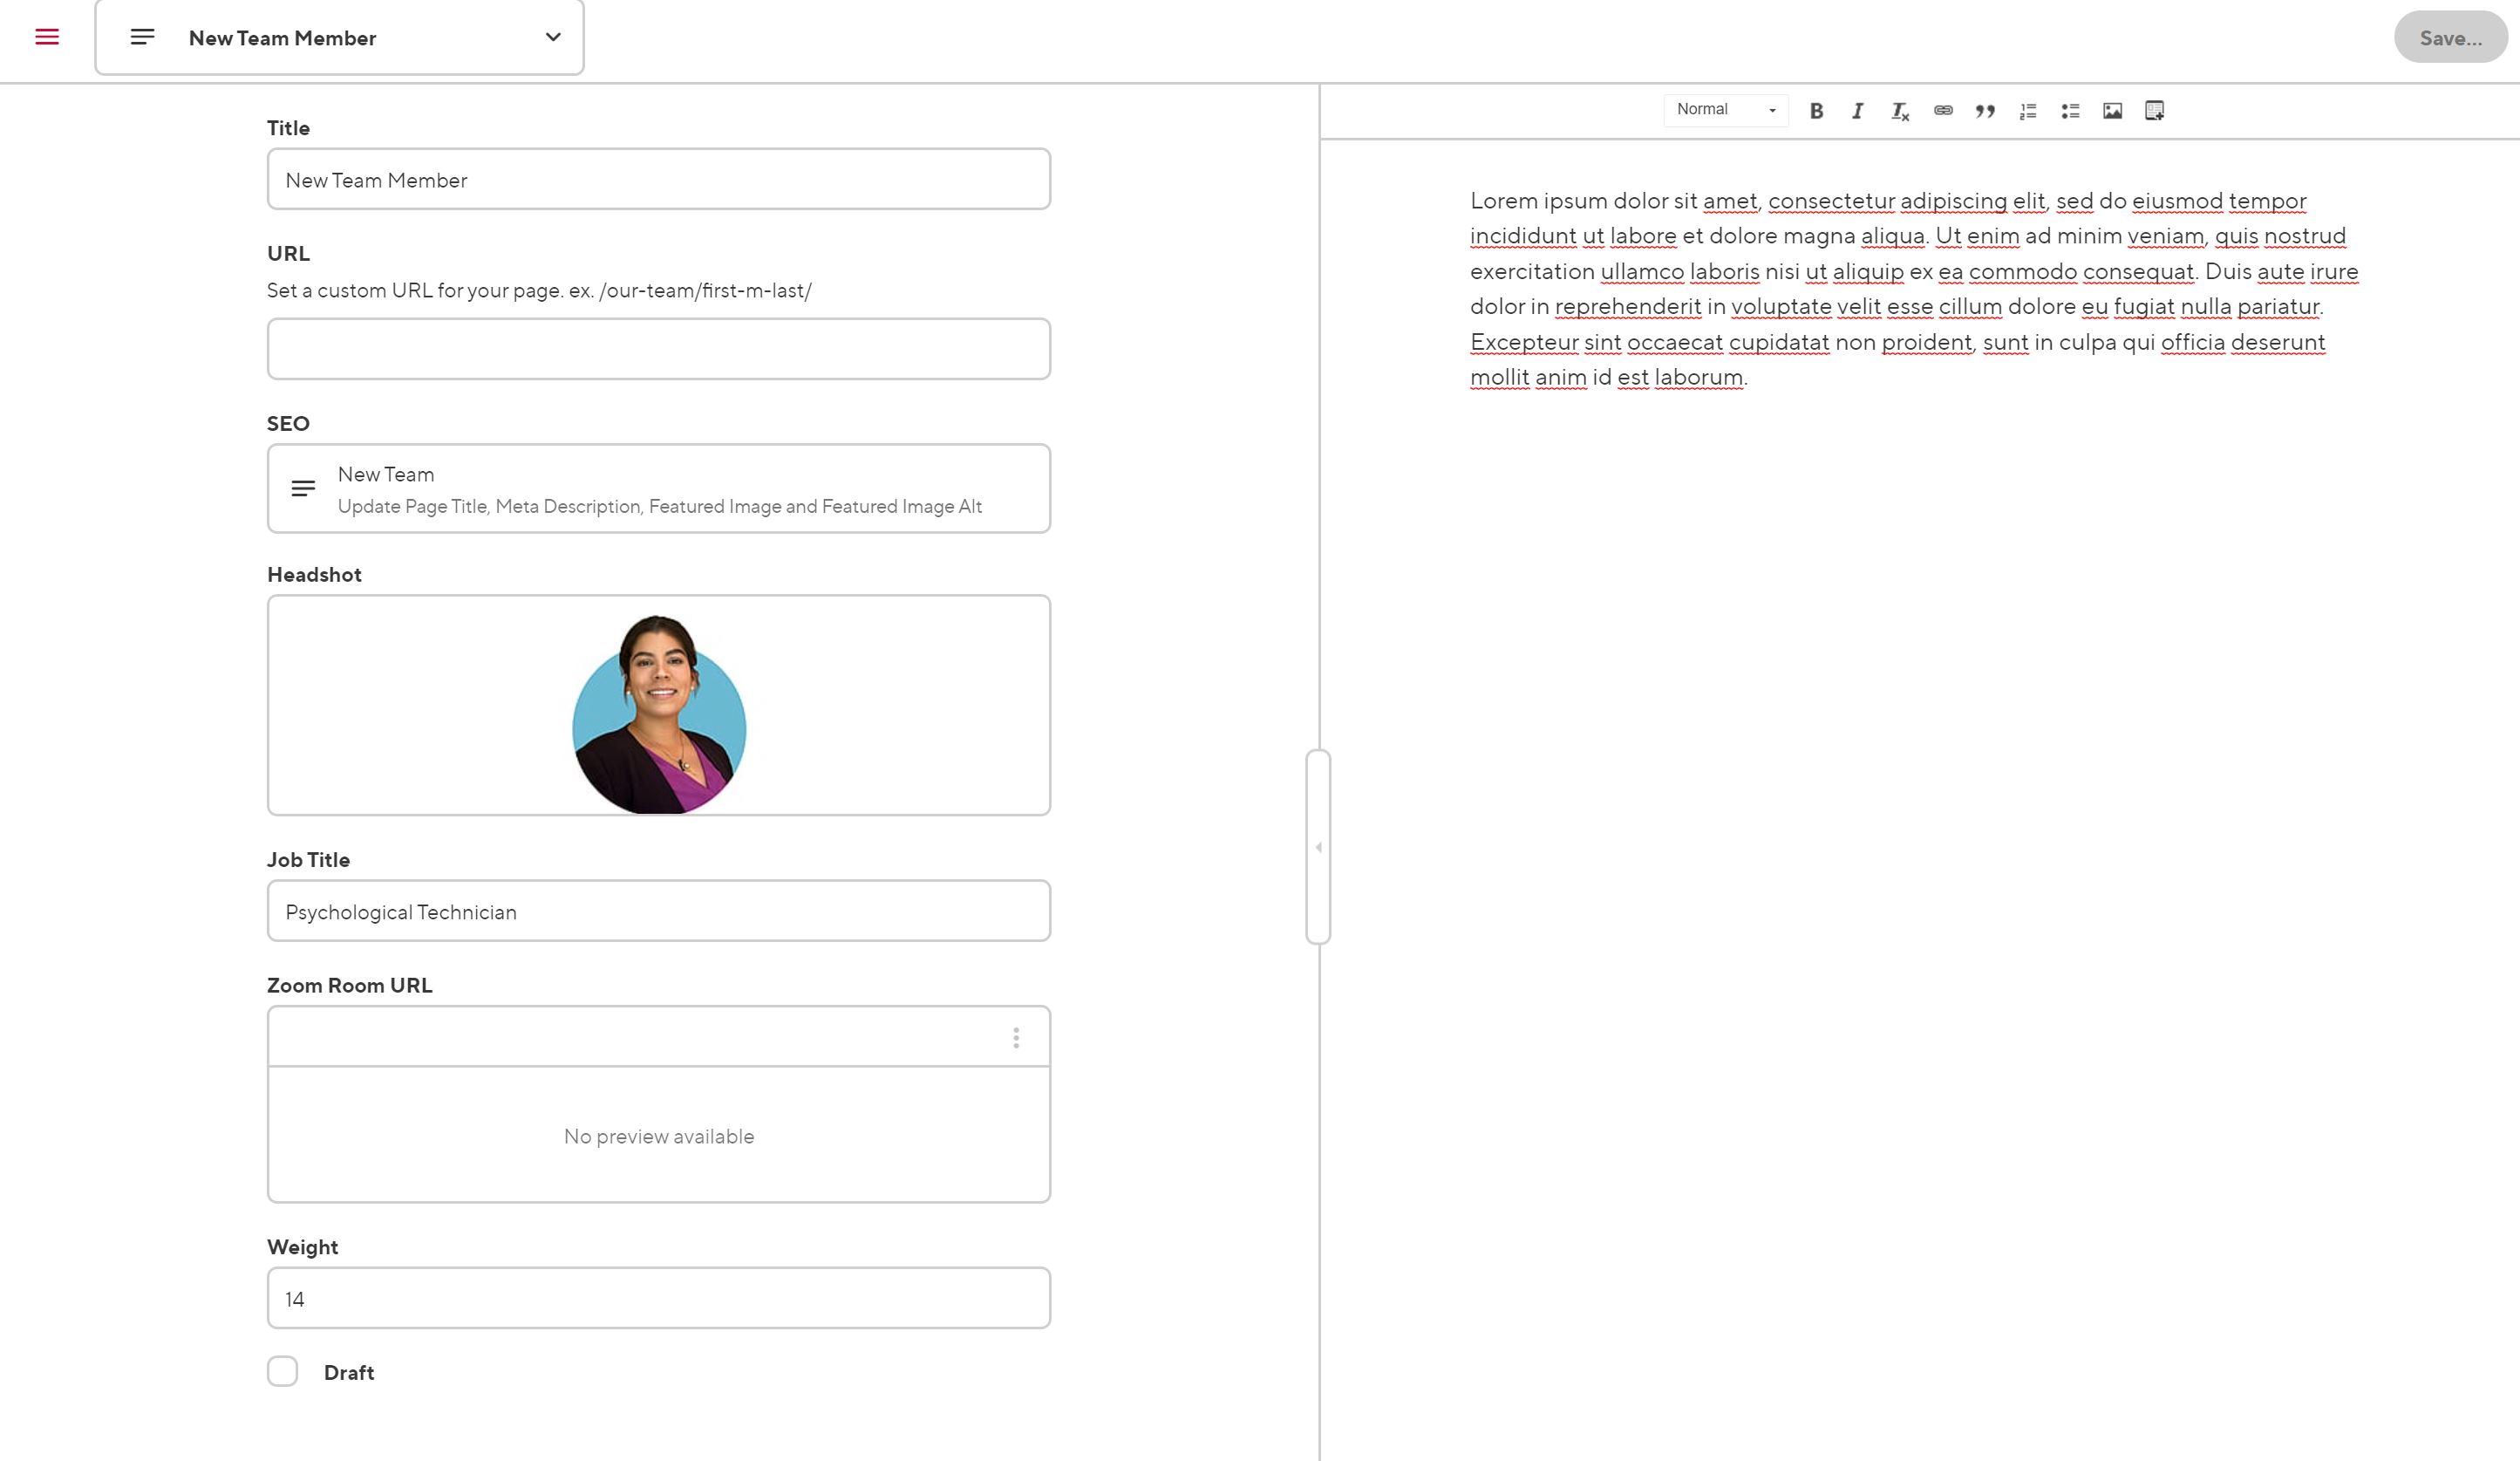 New Team Member
Save...
Title
New Team Member
URL
Set a custom URL for your page. ex. /our-team/first-m-last/
SEO
New Team
Update Page Title, Meta Description, Featured Image and Featured Image Alt
Headshot
Job Title
Psychological Technician
Zoom Room URL
No preview available
Weight
14
Draft
Normal
Lorem ipsum dolor sit amet, consectetur adipiscing elit, sed do eiusmod tempor
incididunt ut labore et dolore magna aliqua. Ut enim ad minim veniam, quis nostrud
exercitation ullamco laboris nisi ut aliquip ex ea commodo consequat. Duis aute irure
dolor in reprehenderit in voluptate velit esse cillum dolore eu fugiat nulla pariatur.
Excepteur sint occaecat cupidatat non proident, sunt in culpa qui officia deserunt
mollit anim id est laborum.